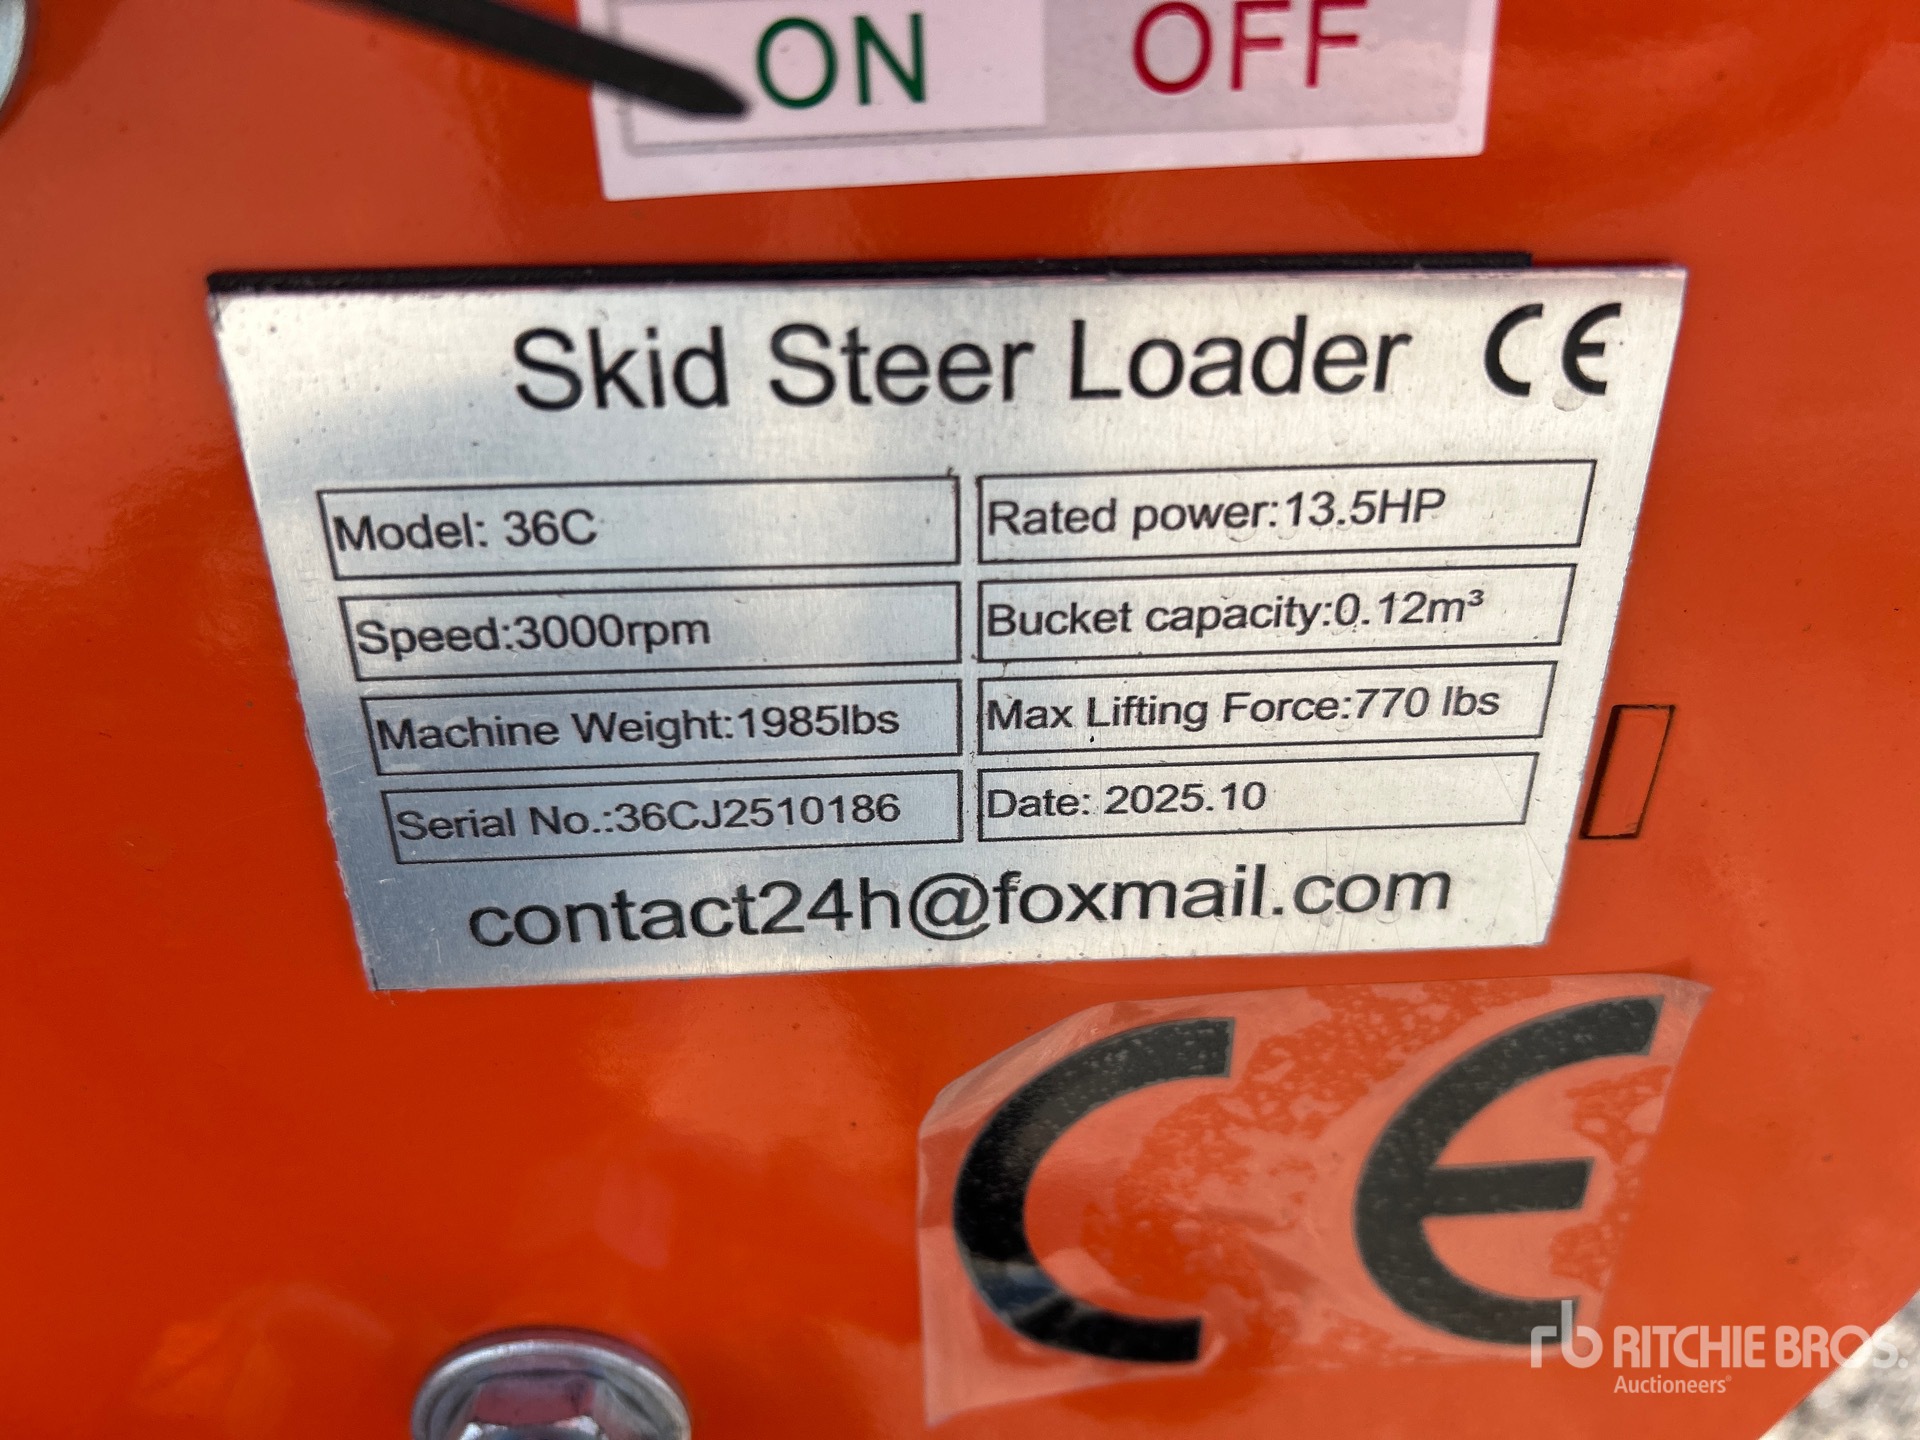 ON OFF
Skid Steer Loader CE
Model: 36C
Rated power:13.5HP
Speed:3000rpm
Bucket capacity:0.12m³
Machine Weight:1985lbs
Max Lifting Force:770 lbs
Serial No.:36CJ2510186
Date: 2025.10
contact24h@foxmail.com
CE
rb RITCHIE BROS.
Auctioneers